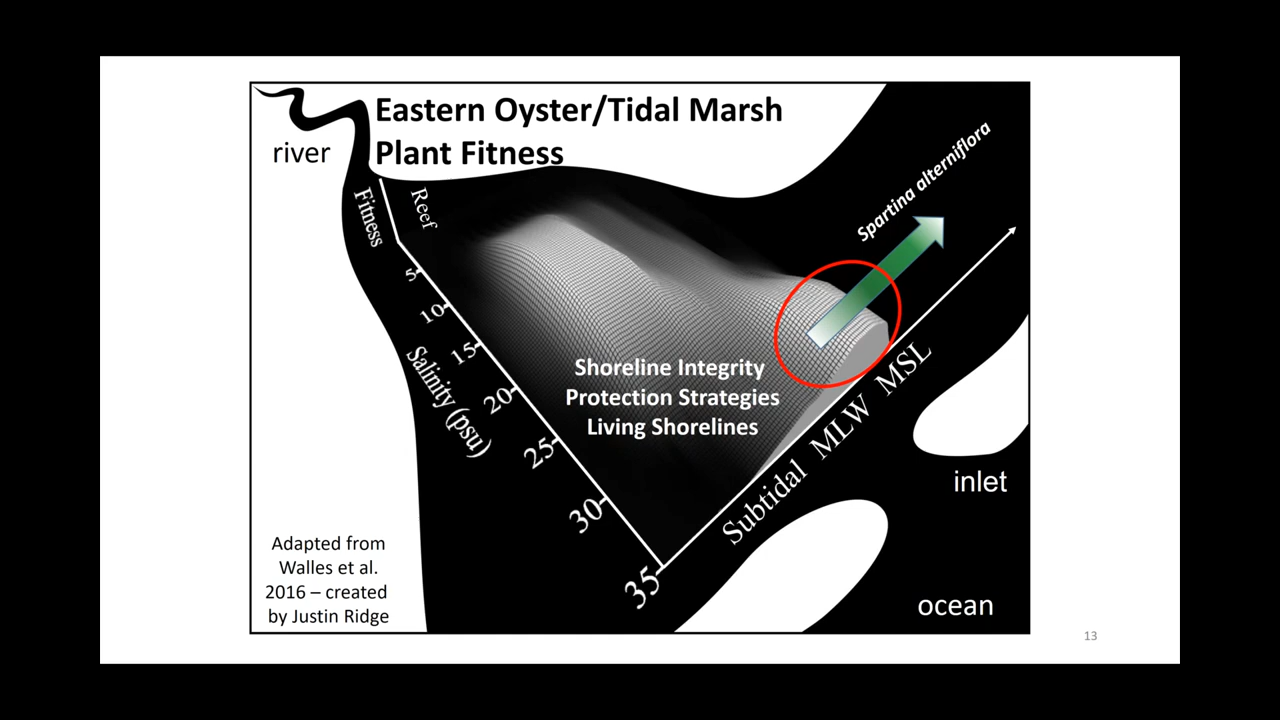 Eastern Oyster/Tidal Marsh
Plant Fitness
river
Fitness
Reef
Spartina alterniflora
5
10
15
20
25
30
35
Salinity (psu)
Shoreline Integrity
Protection Strategies
Living Shorelines
Subtidal MLW MSL
inlet
ocean
Adapted from
Walles et al.
2016 – created
by Justin Ridge
13